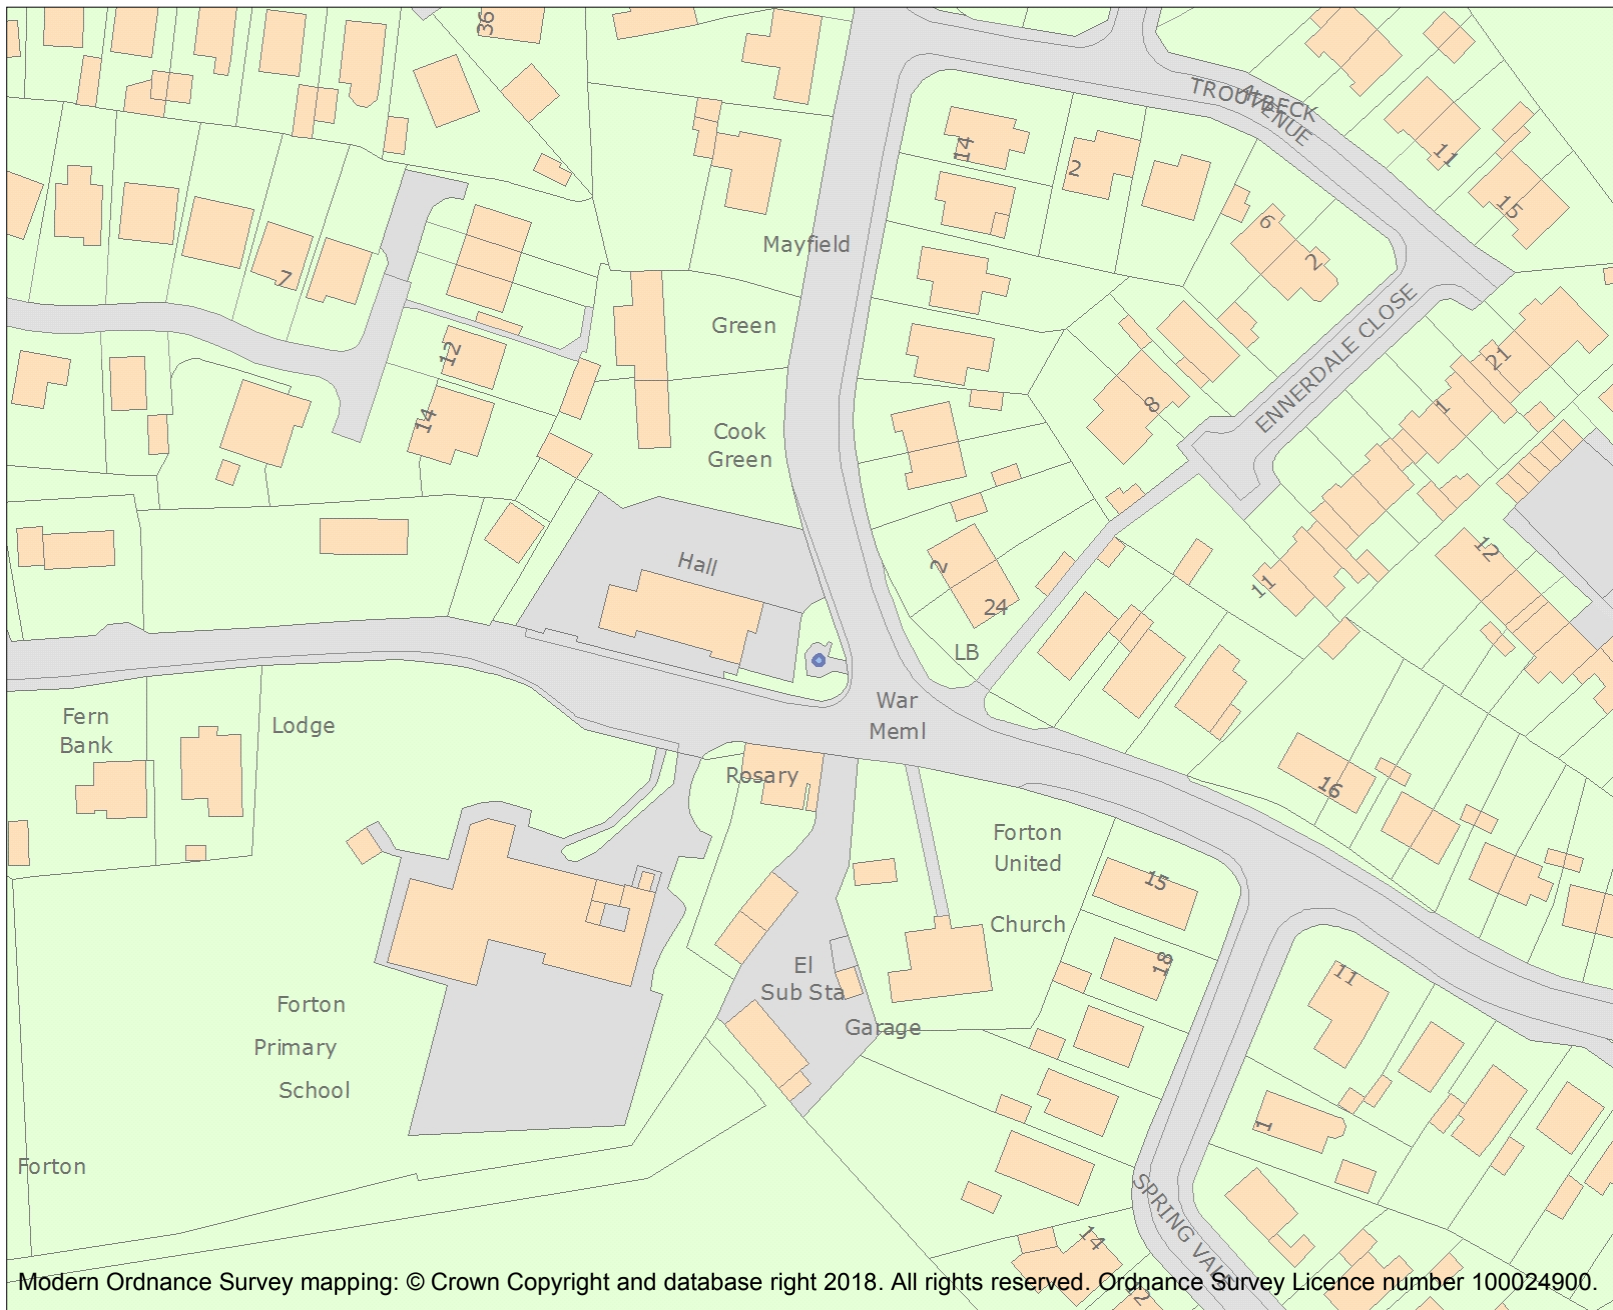 36
TROUTBECK
AVENUE
14
2
11
15
6
2
Mayfield
7
Green
ENNERDALE CLOSE
12
21
8
1
14
Cook
Green
12
Hall
2
11
24
LB
War
Meml
Fern
Bank
Lodge
Rosary
16
Forton
United
15
Church
18
El
Sub Sta
11
Forton
Garage
Primary
School
1
Forton
SPRING VALE
14
12
Modern Ordnance Survey mapping: © Crown Copyright and database right 2018. All rights reserved. Ordnance Survey Licence number 100024900.